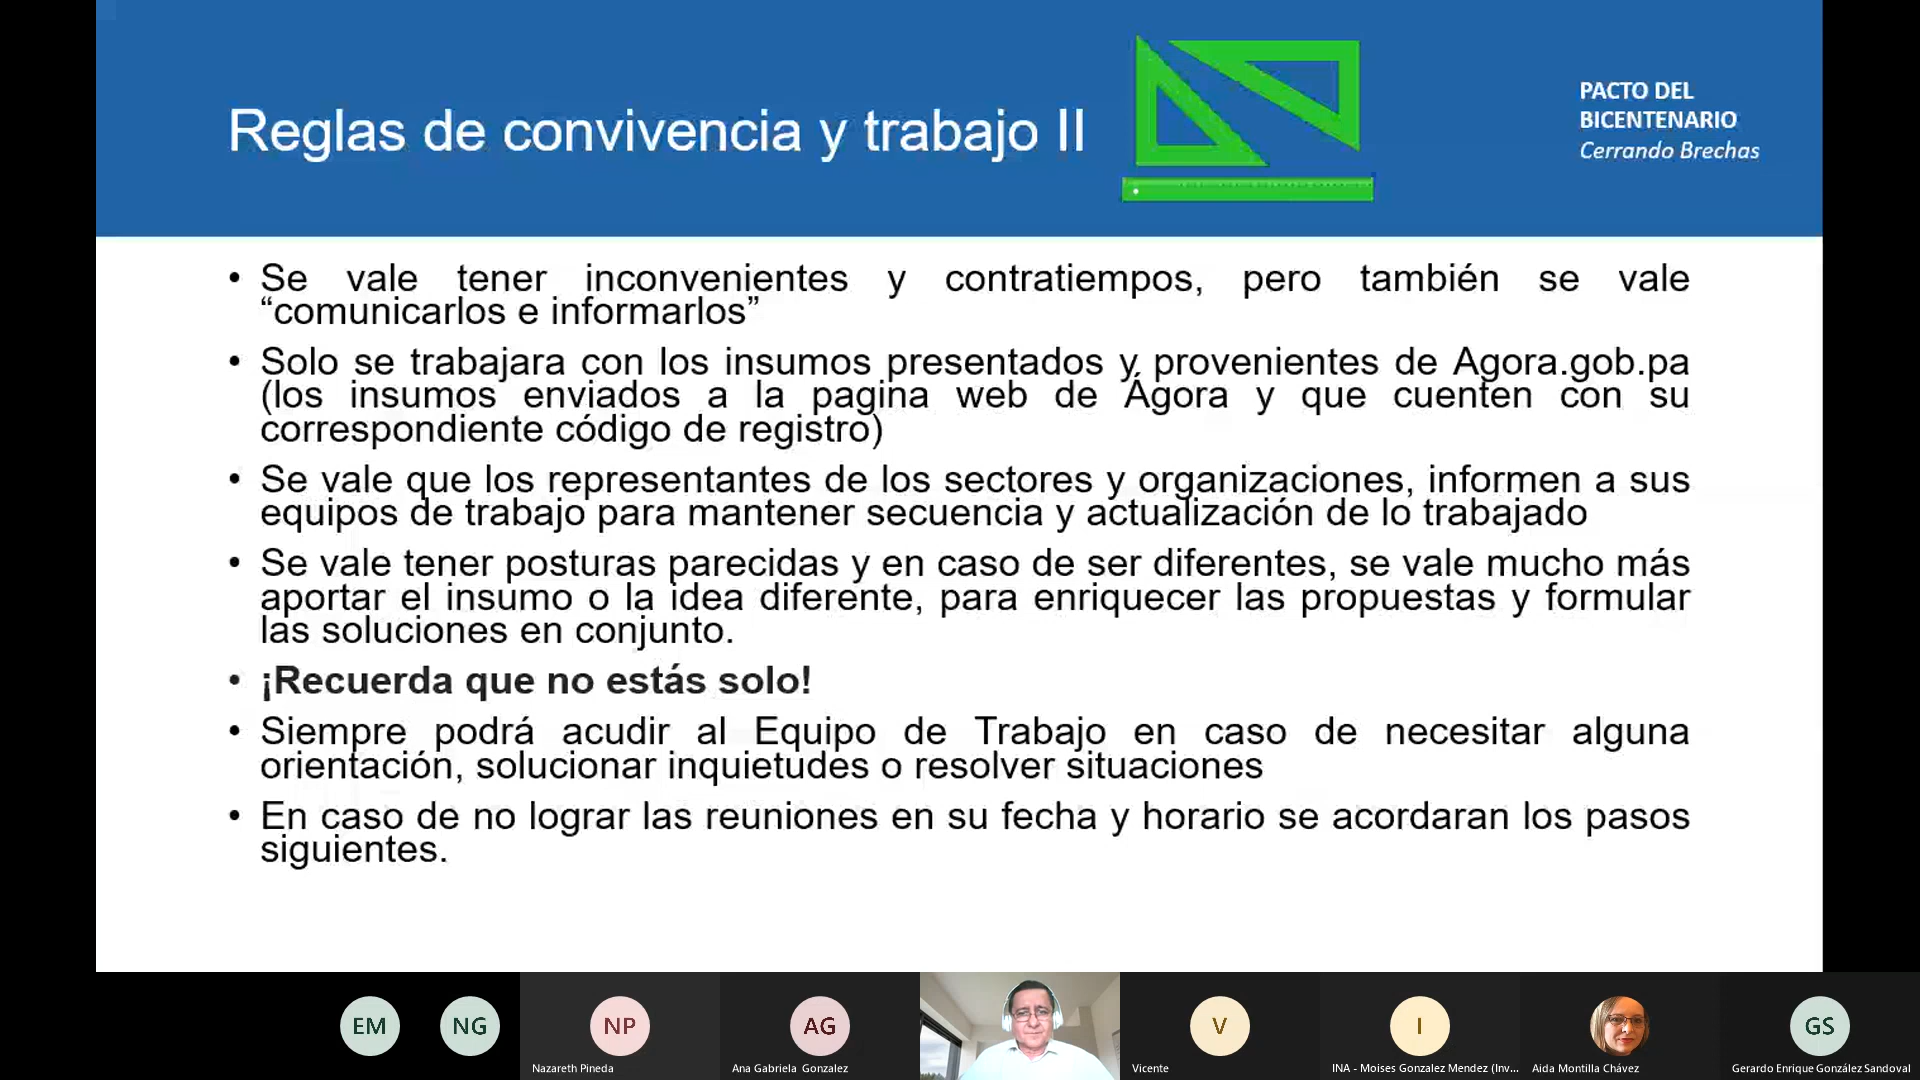 Reglas de convivencia y trabajo II
PACTO DEL
BICENTENARIO
Cerrando Brechas
• Se vale tener inconvenientes y contratiempos, pero también se vale
“comunicarlos e informarlos”
• Solo se trabajara con los insumos presentados y provenientes de Agora.gob.pa
(los insumos enviados a la pagina web de Ágora y que cuenten con su
correspondiente código de registro)
• Se vale que los representantes de los sectores y organizaciones, informen a sus
equipos de trabajo para mantener secuencia y actualización de lo trabajado
• Se vale tener posturas parecidas y en caso de ser diferentes, se vale mucho más
aportar el insumo o la idea diferente, para enriquecer las propuestas y formular
las soluciones en conjunto.
• ¡Recuerda que no estás solo!
• Siempre podrá acudir al Equipo de Trabajo en caso de necesitar alguna
orientación, solucionar inquietudes o resolver situaciones
• En caso de no lograr las reuniones en su fecha y horario se acordaran los pasos
siguientes.
EM
NG
NP
Nazareth Pineda
AG
Ana Gabriela Gonzalez
V
Vicente
I
INA - Moises Gonzalez Mendez (Inv...
Aida Montilla Chávez
GS
Gerardo Enrique González Sandoval